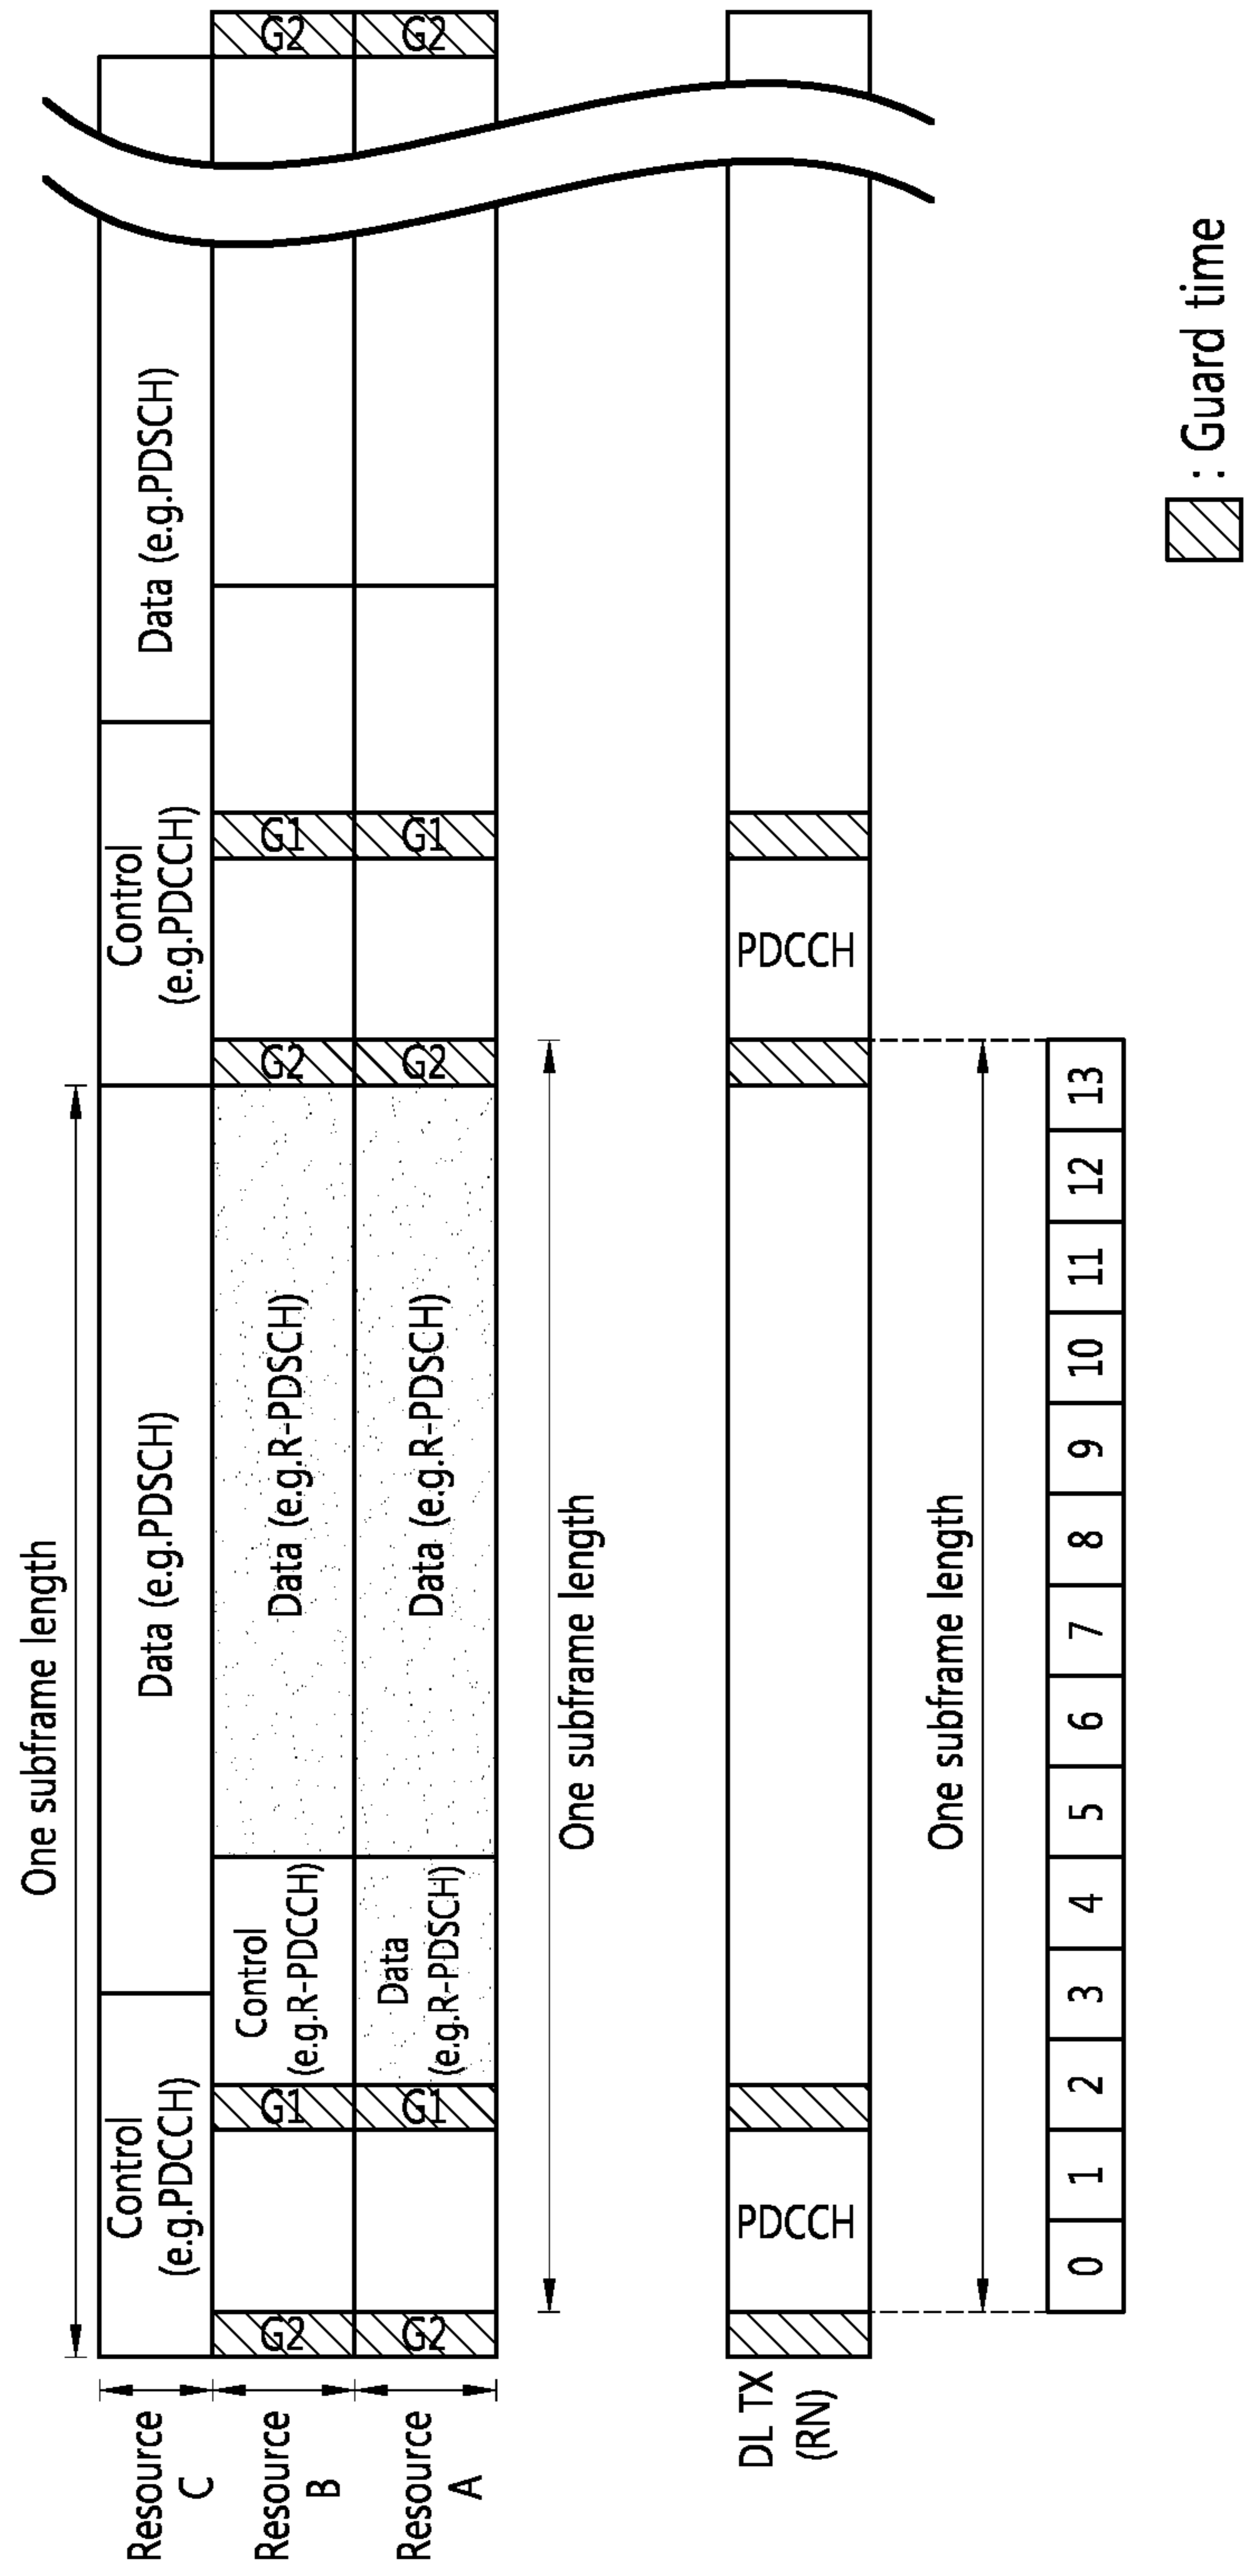 One subframe length
Resource
C
Control
(e.g.PDCCH)
Data (e.g.PDSCH)
Control
(e.g.PDCCH)
Data (e.g.PDSCH)
Resource
B
G2
G1
Control
(e.g.R-PDCCH)
Data (e.g.R-PDSCH)
G2
G1
G2
Resource
A
G2
G1
Data
(e.g.R-PDSCH)
Data (e.g.R-PDSCH)
G2
G1
G2
One subframe length
DL TX
(RN)
PDCCH
PDCCH
One subframe length
0 1 2 3 4 5 6 7 8 9 10 11 12 13
: Guard time